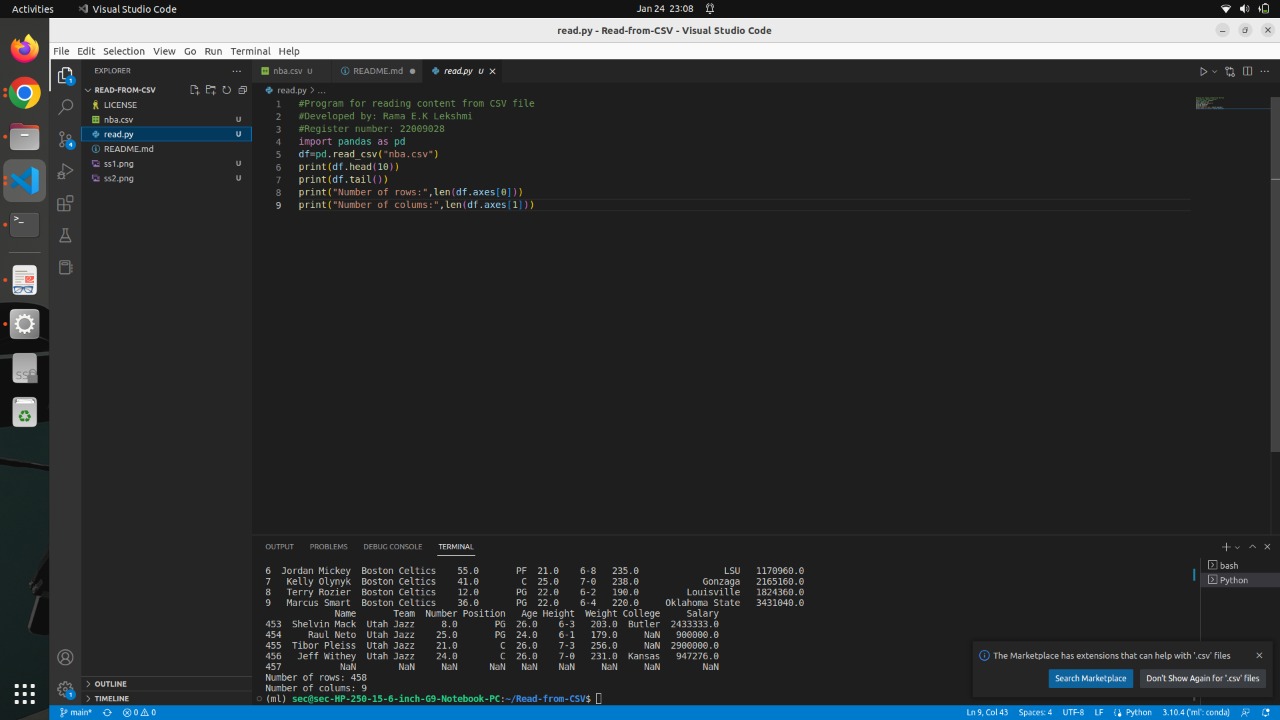 Activities
Visual Studio Code
Jan 24 23:08
read.py - Read-from-CSV - Visual Studio Code
File Edit Selection View Go Run Terminal Help
EXPLORER
nba.csv U
README.md
read.py U
READ-FROM-CSV
read.py > ...
LICENSE
nba.csv U
read.py U
README.md
ss1.png U
ss2.png U
1 #Program for reading content from CSV file
2 #Developed by: Rama E.K Lekshmi
3 #Register number: 22009028
4 import pandas as pd
5 df=pd.read_csv("nba.csv")
6 print(df.head(10))
7 print(df.tail())
8 print("Number of rows:",len(df.axes[0]))
9 print("Number of colums:",len(df.axes[1]))
OUTPUT PROBLEMS DEBUG CONSOLE TERMINAL
6 Jordan Mickey Boston Celtics 55.0 PF 21.0 6-8 235.0 LSU 1170960.0
7 Kelly Olynyk Boston Celtics 41.0 C 25.0 7-0 238.0 Gonzaga 2165160.0
8 Terry Rozier Boston Celtics 12.0 PG 22.0 6-2 190.0 Louisville 1824360.0
9 Marcus Smart Boston Celtics 36.0 PG 22.0 6-4 220.0 Oklahoma State 3431040.0
Name Team Number Position Age Height Weight College Salary
453 Shelvin Mack Utah Jazz 8.0 PG 26.0 6-3 203.0 Butler 2433333.0
454 Raul Neto Utah Jazz 25.0 PG 24.0 6-1 179.0 NaN 900000.0
455 Tibor Pleiss Utah Jazz 21.0 C 26.0 7-3 256.0 NaN 2900000.0
456 Jeff Withey Utah Jazz 24.0 C 26.0 7-0 231.0 Kansas 947276.0
457 NaN NaN NaN NaN NaN NaN NaN NaN NaN
Number of rows: 458
Number of colums: 9
(ml) sec@sec-HP-250-15-6-inch-G9-Notebook-PC:~/Read-from-CSV$
bash
Python
The Marketplace has extensions that can help with '.csv' files
Search Marketplace
Don't Show Again for '.csv' files
OUTLINE
TIMELINE
main* 0 0
Ln 9, Col 43 Spaces: 4 UTF-8 LF Python 3.10.4 ('ml': conda)